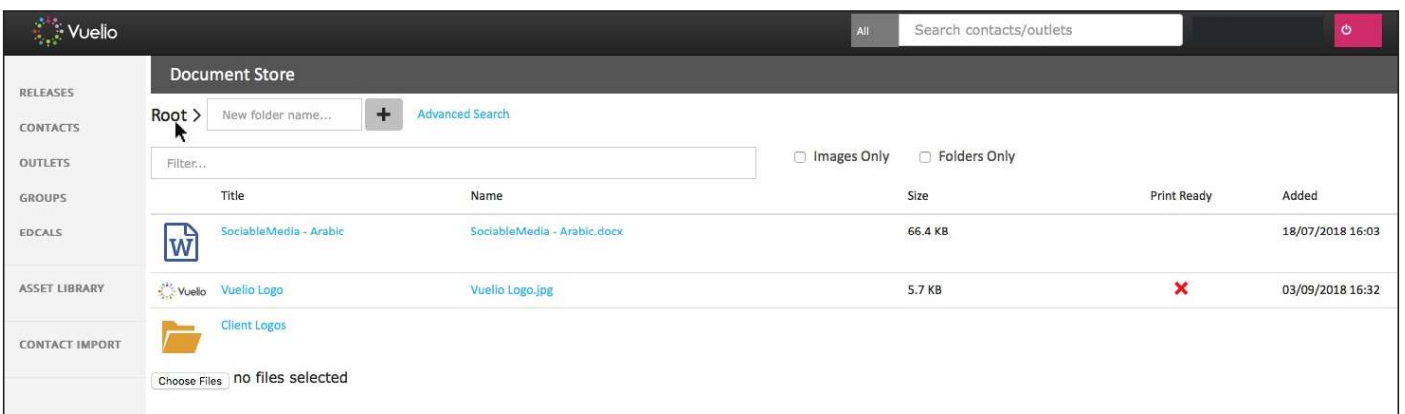 Vuelio
All
Search contacts/outlets
RELEASES
CONTACTS
OUTLETS
GROUPS
EDCALS
ASSET LIBRARY
CONTACT IMPORT
Document Store
Root > New folder name... + Advanced Search
Filter... Images Only Folders Only
Title Name Size Print Ready Added
W SociableMedia - Arabic SociableMedia - Arabic.docx 66.4 KB 18/07/2018 16:03
Vuelio Vuelio Logo Vuelio Logo.jpg 5.7 KB 03/09/2018 16:32
Client Logos
Choose Files no files selected